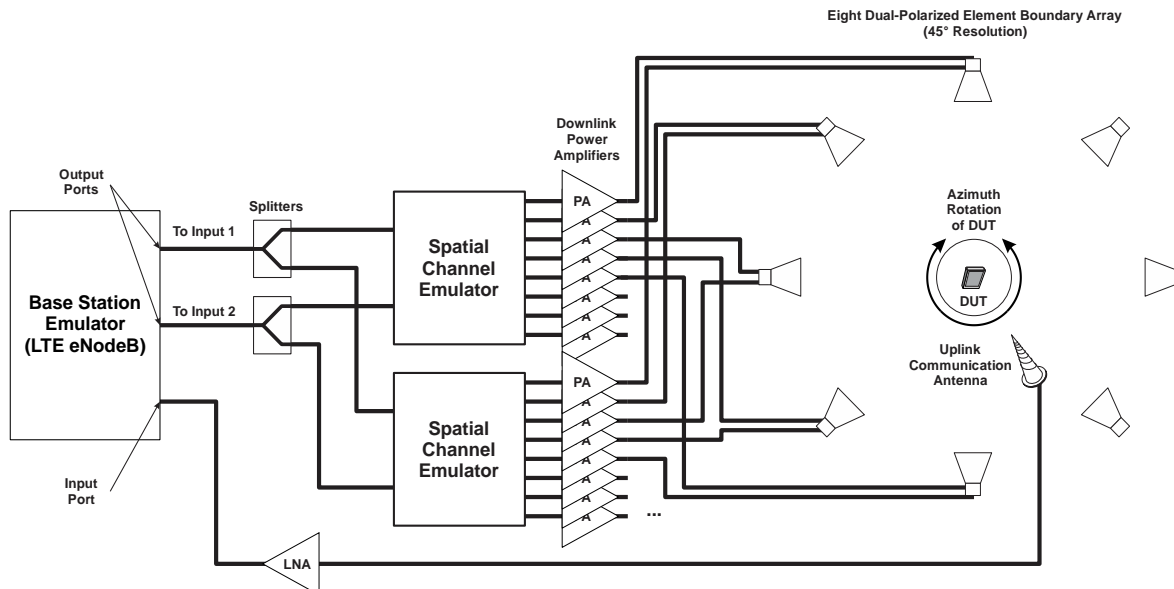 Eight Dual-Polarized Element Boundary Array
(45° Resolution)
Downlink
Power
Amplifiers
Output
Ports
Splitters
To Input 1
To Input 2
Base Station
Emulator
(LTE eNodeB)
Input
Port
Spatial
Channel
Emulator
PA
A
A
A
A
A
A
A
Spatial
Channel
Emulator
PA
A
A
A
A
A
A
A
...
Azimuth
Rotation
of DUT
DUT
Uplink
Communication
Antenna
LNA